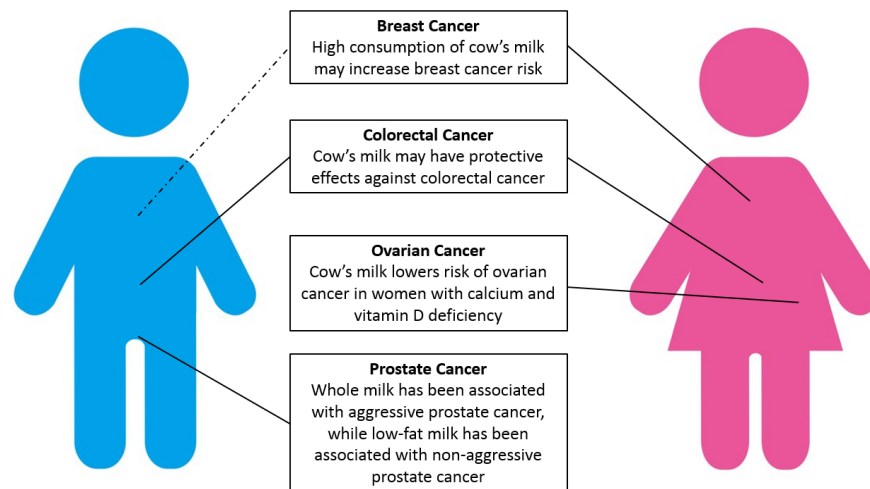 Breast Cancer
High consumption of cow’s milk
may increase breast cancer risk
Colorectal Cancer
Cow’s milk may have protective
effects against colorectal cancer
Ovarian Cancer
Cow’s milk lowers risk of ovarian
cancer in women with calcium and
vitamin D deficiency
Prostate Cancer
Whole milk has been associated
with aggressive prostate cancer,
while low-fat milk has been
associated with non-aggressive
prostate cancer